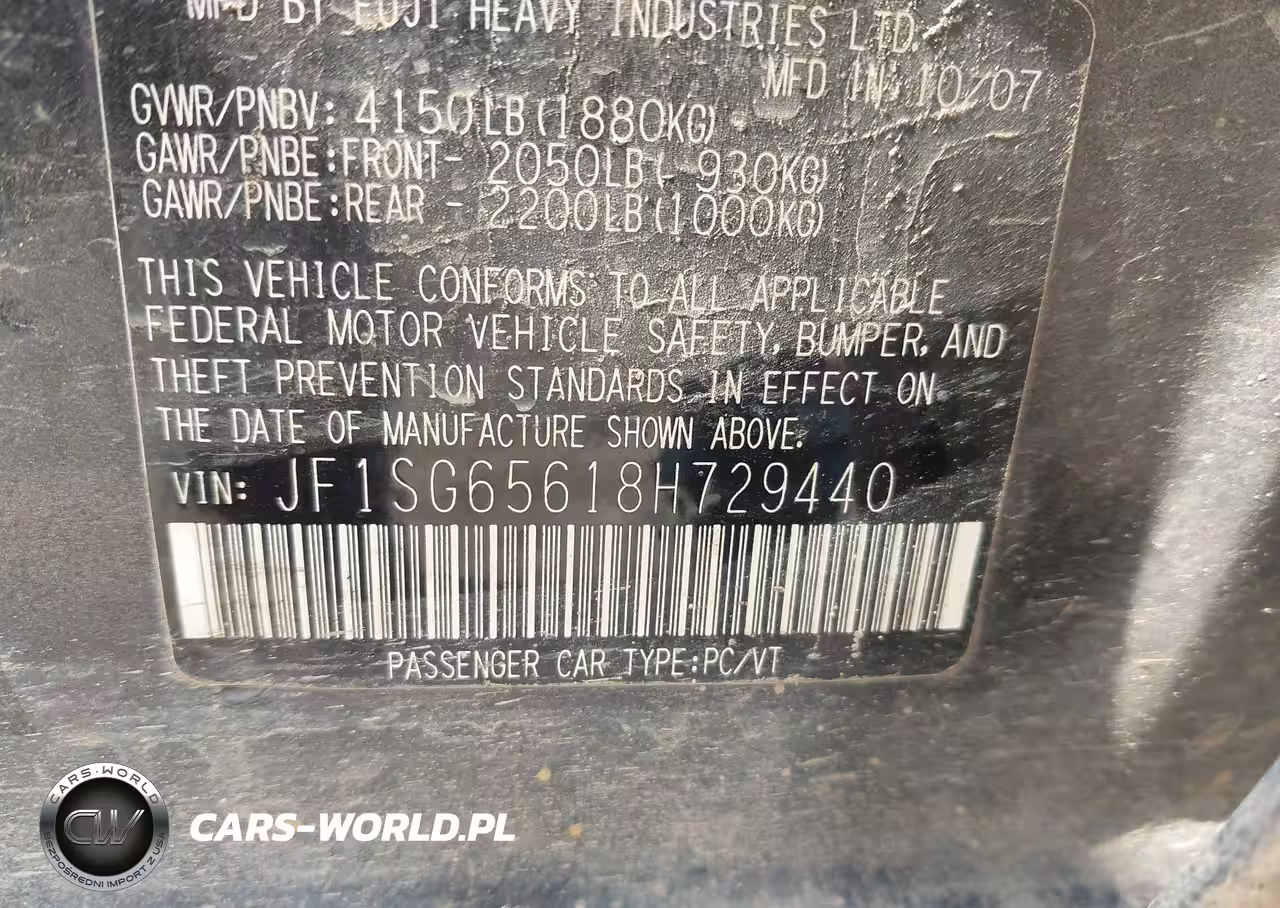 MFD BY FUJI HEAVY INDUSTRIES LTD.
MFD IN: 10/07
GVWR/PNBV: 4150LB(1880KG)
GAWR/PNBE:FRONT- 2050LB(- 930KG)
GAWR/PNBE:REAR - 2200LB(1000KG)
THIS VEHICLE CONFORMS TO ALL APPLICABLE
FEDERAL MOTOR VEHICLE SAFETY, BUMPER, AND
THEFT PREVENTION STANDARDS IN EFFECT ON
THE DATE OF MANUFACTURE SHOWN ABOVE.
VIN: JF1SG65618H729440
PASSENGER CAR TYPE:PC/VT
CARS-WORLD
CW
BEZPOŚREDNI IMPORT Z USA
CARS-WORLD.PL